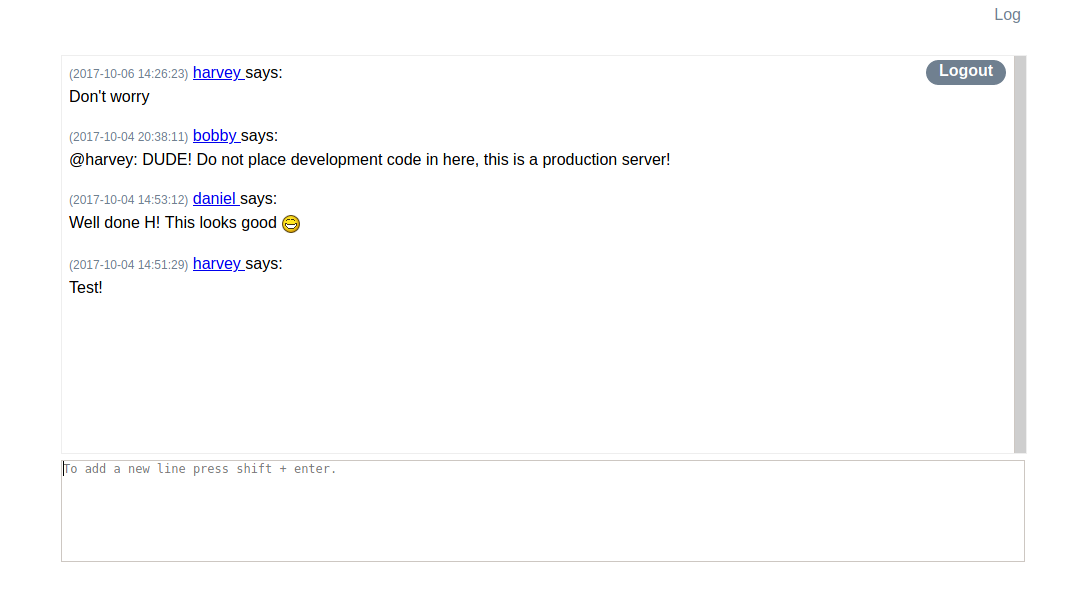 Log
Logout
(2017-10-06 14:26:23) harvey says:
Don't worry
(2017-10-04 20:38:11) bobby says:
@harvey: DUDE! Do not place development code in here, this is a production server!
(2017-10-04 14:53:12) daniel says:
Well done H! This looks good
(2017-10-04 14:51:29) harvey says:
Test!
To add a new line press shift + enter.